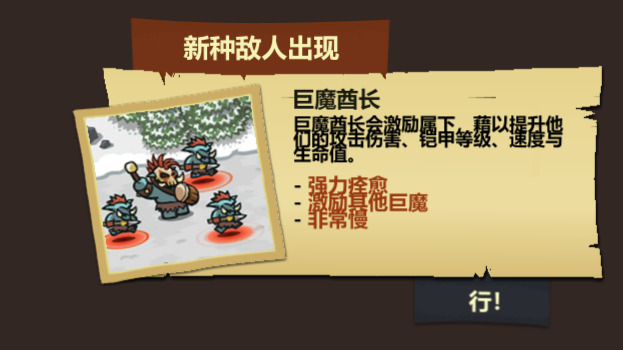 新种敌人出现
巨魔酋长
巨魔酋长会激励属下，藉以提升他
们的攻击伤害、铠甲等级、速度与
生命值。
- 强力痊愈
- 激励其他巨魔
- 非常慢
行!